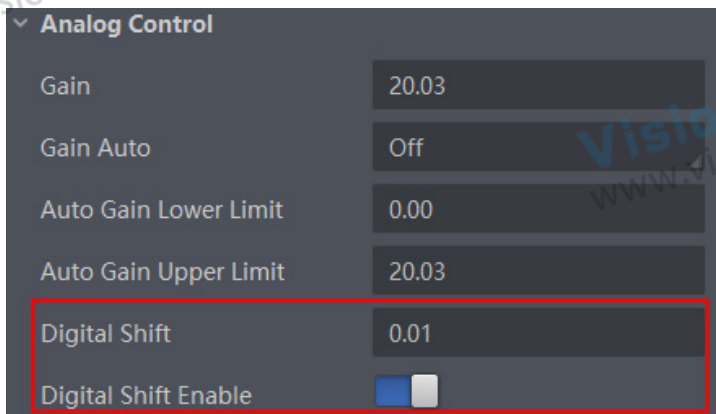 Analog Control
Gain 20.03
Gain Auto Off
Auto Gain Lower Limit 0.00
Auto Gain Upper Limit 20.03
Digital Shift 0.01
Digital Shift Enable